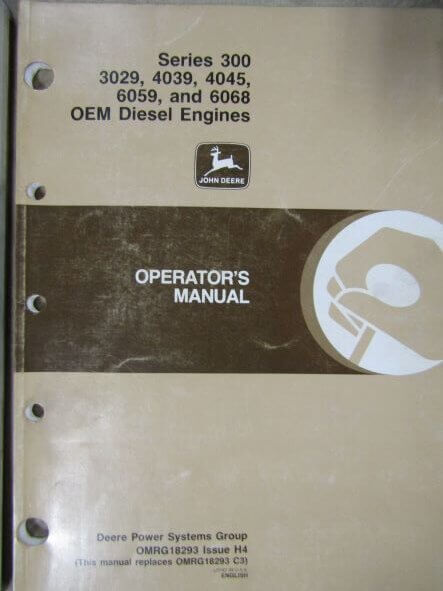 Series 300
3029, 4039, 4045,
6059, and 6068
OEM Diesel Engines
JOHN DEERE
OPERATOR'S
MANUAL
Deere Power Systems Group
OMRG18293 Issue H4
(This manual replaces OMRG18293 C3)
ENGLISH